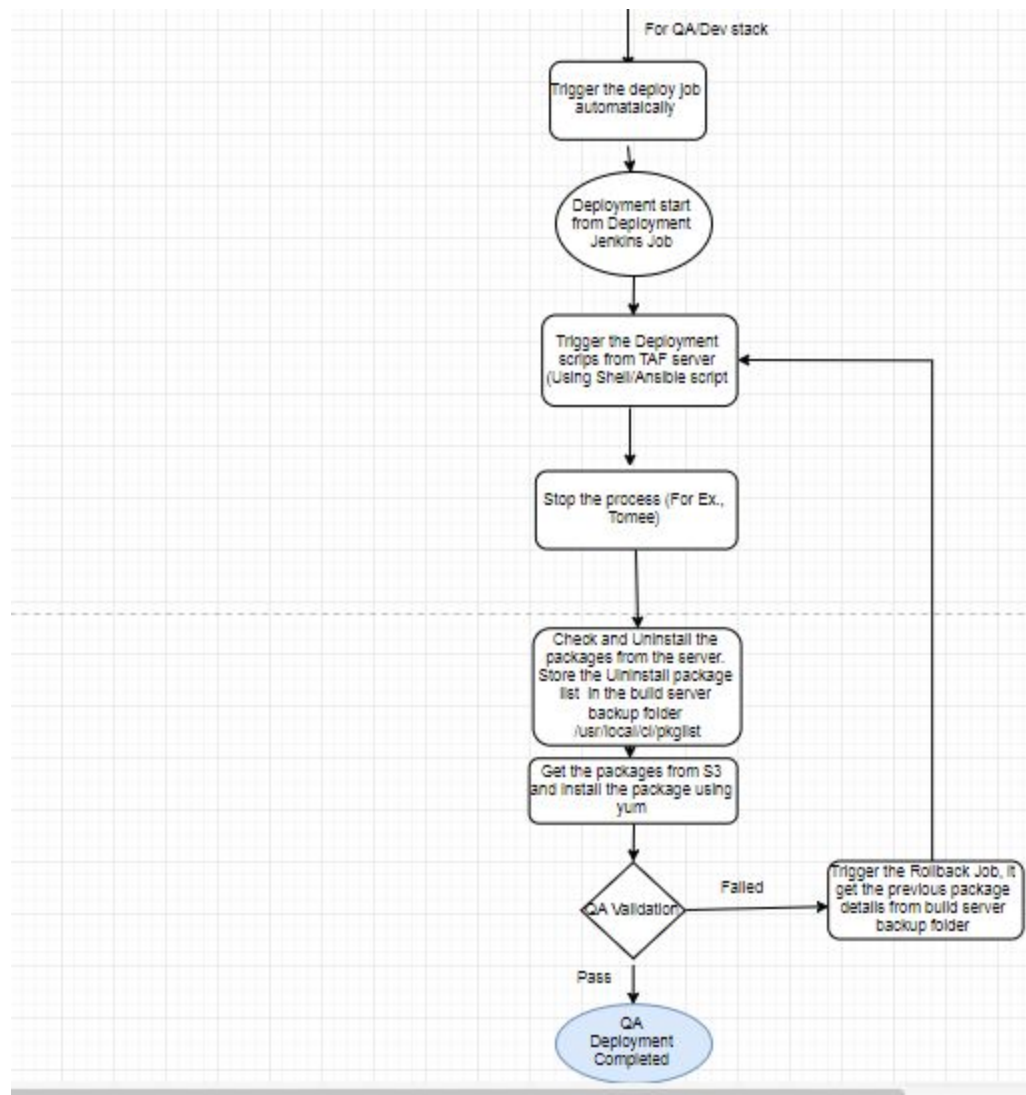 For QA/Dev stack
Trigger the deploy job
automataically
Deployment start
from Deployment
Jenkins Job
Trigger the Deployment
scrips from TAF server
(Using Shell/Ansible script
Stop the process (For Ex.,
Tomee)
Check and Uninstall the
packages from the server.
Store the Uininstall package
list in the build server
backup folder
/usr/local/ci/pkglist
Get the packages from S3
and install the package using
yum
QA Validation
Failed
Trigger the Rollback Job, it
get the previous package
details from build server
backup folder
Pass
QA
Deployment
Completed